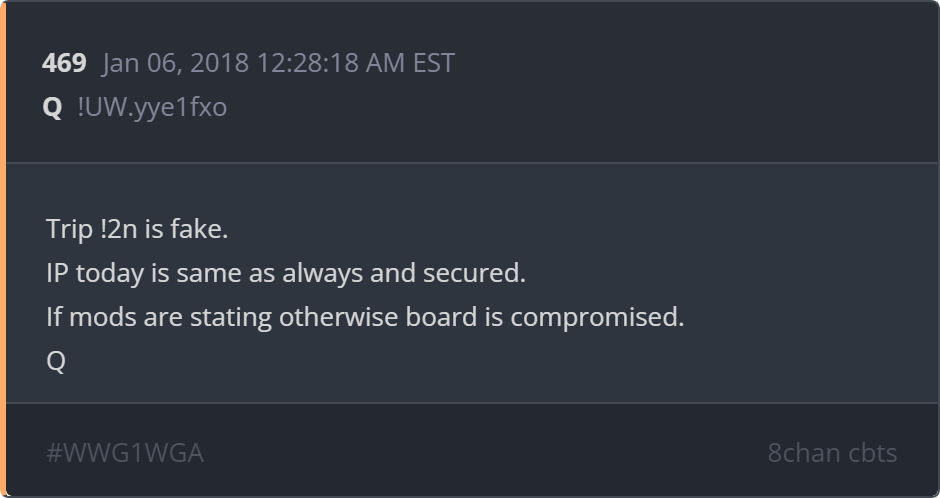 469 Jan 06, 2018 12:28:18 AM EST
Q !UW.yye1fxo
Trip !2n is fake.
IP today is same as always and secured.
If mods are stating otherwise board is compromised.
Q
#WWG1WGA 8chan cbts